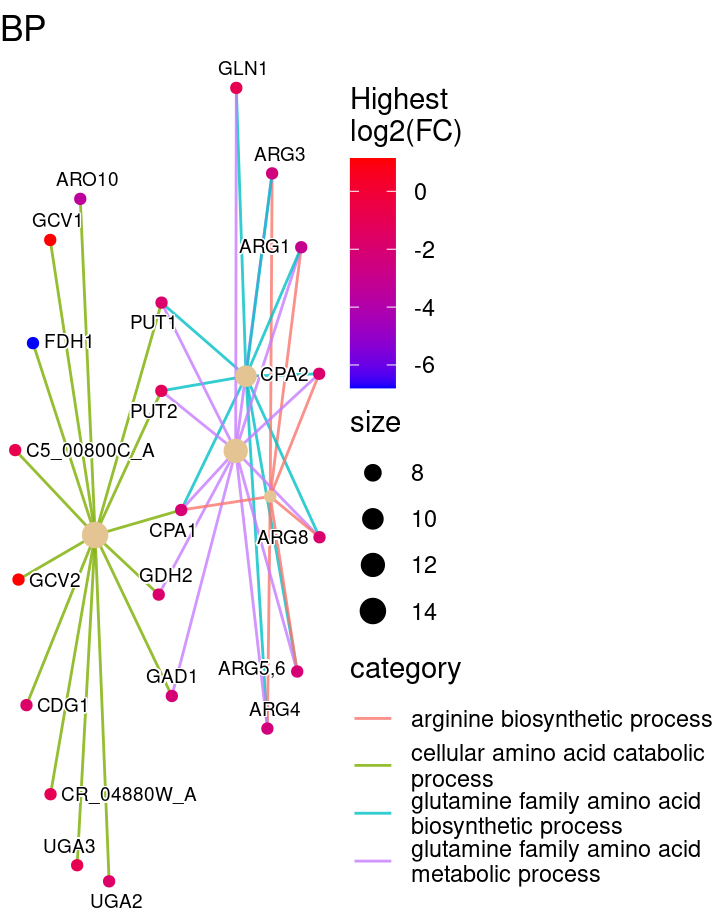 BP
GLN1
ARG3
ARO10
GCV1
ARG1
FDH1
PUT1
CPA2
PUT2
C5_00800C_A
CPA1
ARG8
GCV2
GDH2
GAD1
ARG5,6
CDG1
ARG4
CR_04880W_A
UGA3
UGA2
Highest
log2(FC)
0
-2
-4
-6
size
8
10
12
14
category
arginine biosynthetic process
cellular amino acid catabolic
process
glutamine family amino acid
biosynthetic process
glutamine family amino acid
metabolic process